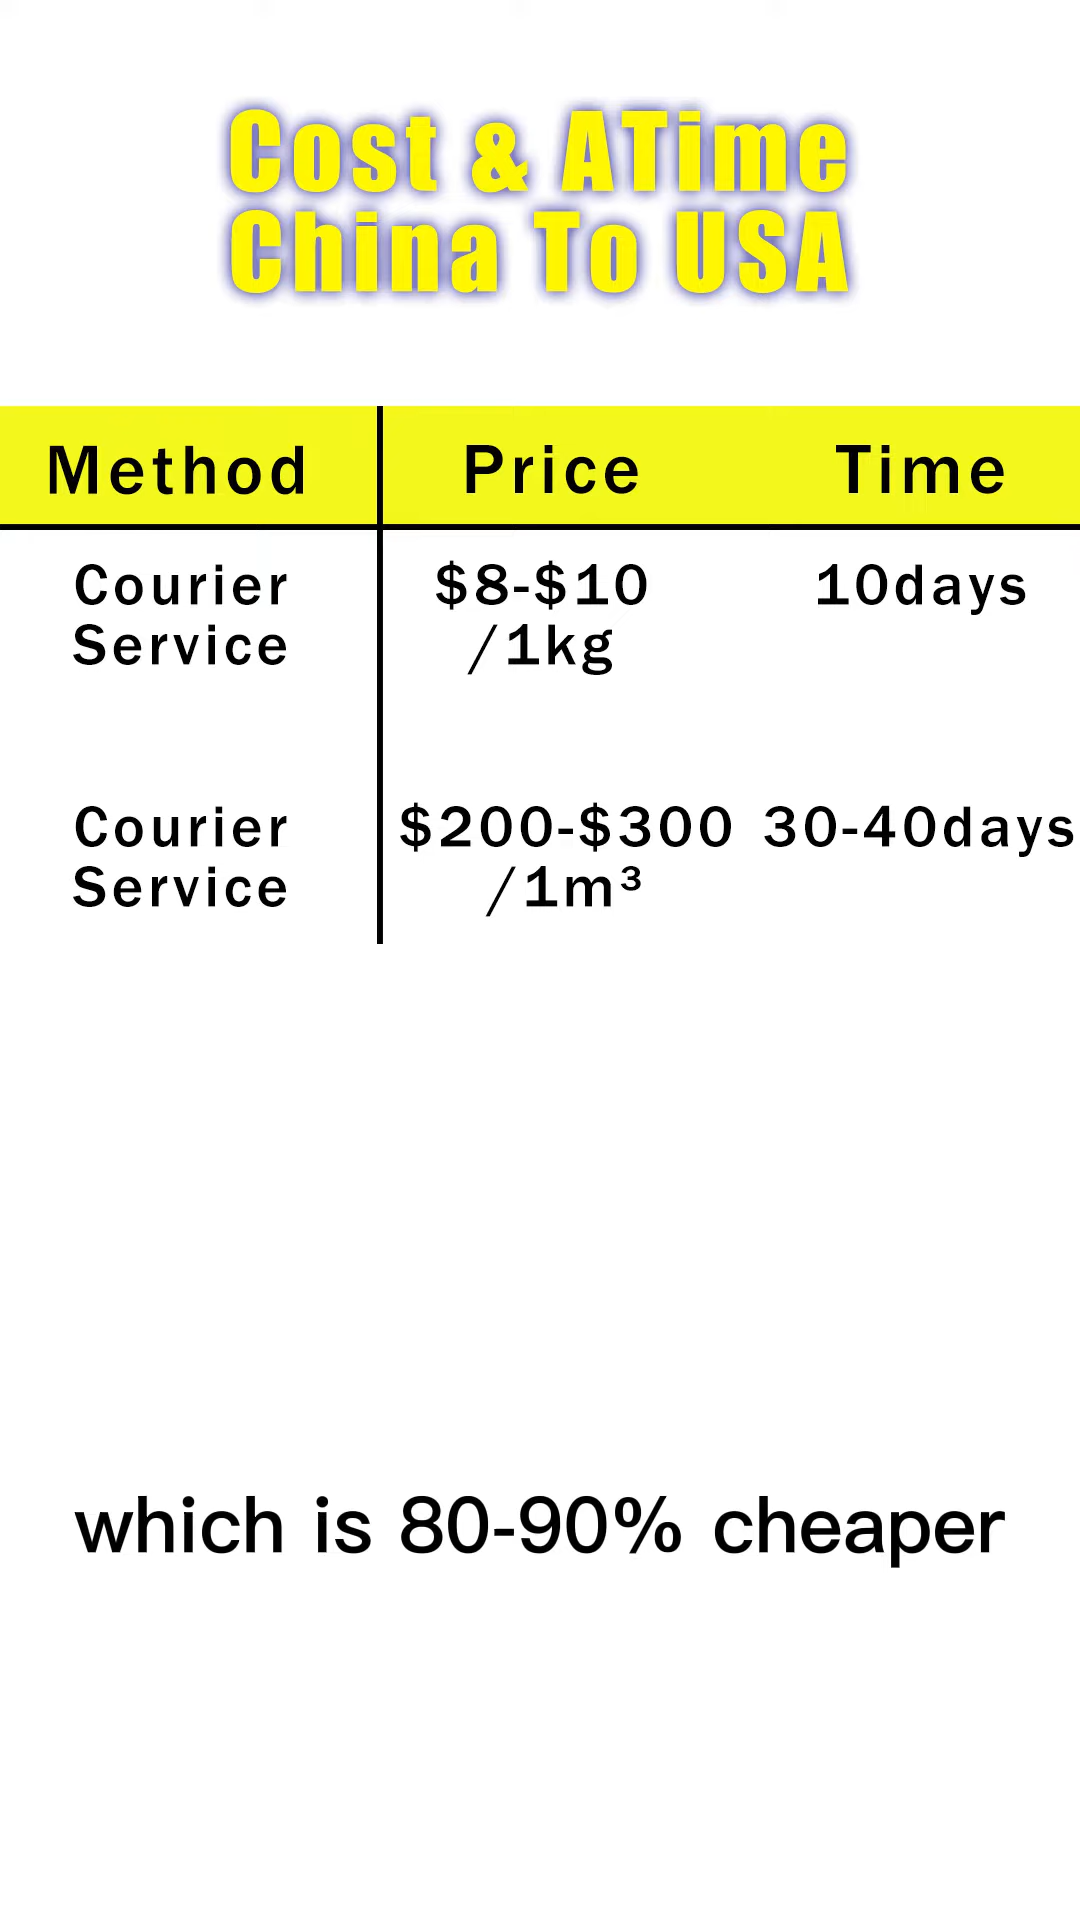 Cost & ATime
China To USA
Method Price Time
Courier $8-$10 10days
Service /1kg
Courier $200-$300 30-40days
Service /1m³
which is 80-90% cheaper